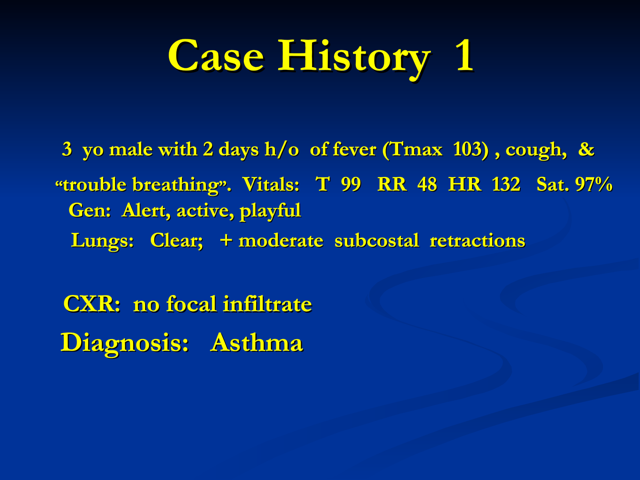 Case History 1
3 yo male with 2 days h/o of fever (Tmax 103) , cough, &
“trouble breathing”. Vitals: T 99 RR 48 HR 132 Sat. 97%
Gen: Alert, active, playful
Lungs: Clear; + moderate subcostal retractions
CXR: no focal infiltrate
Diagnosis: Asthma